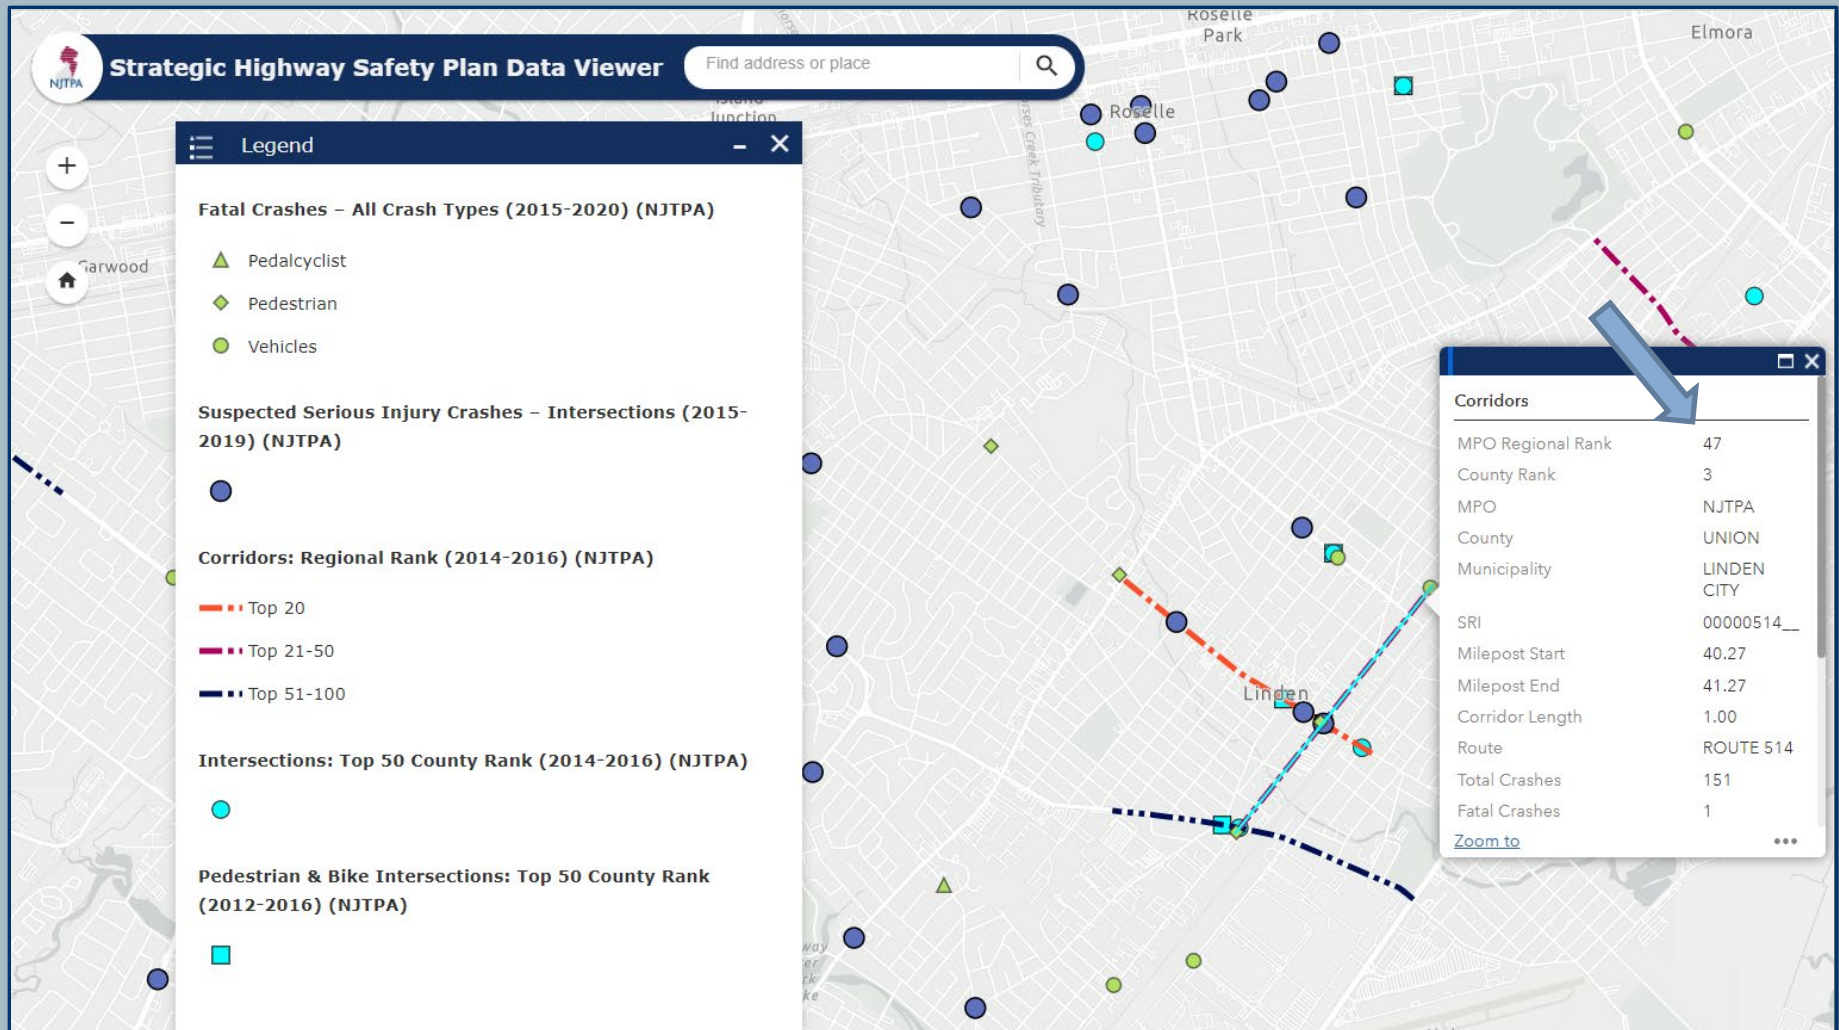 Roselle
Park
Elmora
NJTPA
Strategic Highway Safety Plan Data Viewer
Find address or place
Junction
Roselle
Horses Creek Tributary
Legend
Garwood
Fatal Crashes – All Crash Types (2015-2020) (NJTPA)
Pedalcyclist
Pedestrian
Vehicles
Suspected Serious Injury Crashes – Intersections (2015-
2019) (NJTPA)
Corridors: Regional Rank (2014-2016) (NJTPA)
Top 20
Top 21-50
Top 51-100
Intersections: Top 50 County Rank (2014-2016) (NJTPA)
Pedestrian & Bike Intersections: Top 50 County Rank
(2012-2016) (NJTPA)
Linden
Corridors
MPO Regional Rank 47
County Rank 3
MPO NJTPA
County UNION
Municipality LINDEN
CITY
SRI 00000514__
Milepost Start 40.27
Milepost End 41.27
Corridor Length 1.00
Route ROUTE 514
Total Crashes 151
Fatal Crashes 1
Zoom to